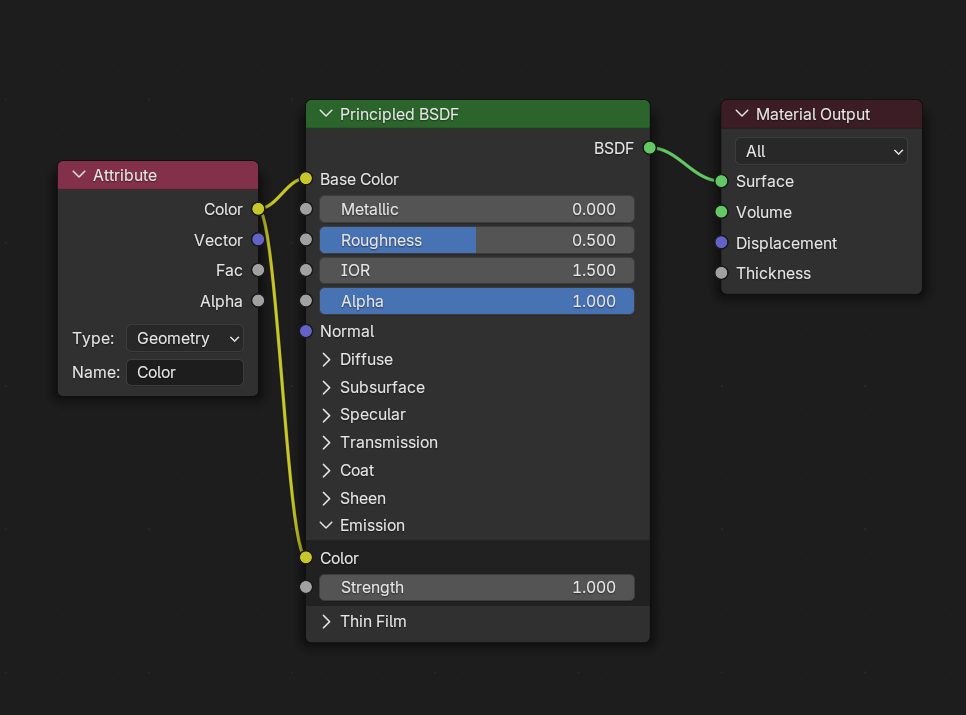 Attribute
Color
Vector
Fac
Alpha
Type: Geometry
Name: Color
Principled BSDF
BSDF
Base Color
Metallic 0.000
Roughness 0.500
IOR 1.500
Alpha 1.000
Normal
Diffuse
Subsurface
Specular
Transmission
Coat
Sheen
Emission
Color
Strength 1.000
Thin Film
Material Output
All
Surface
Volume
Displacement
Thickness